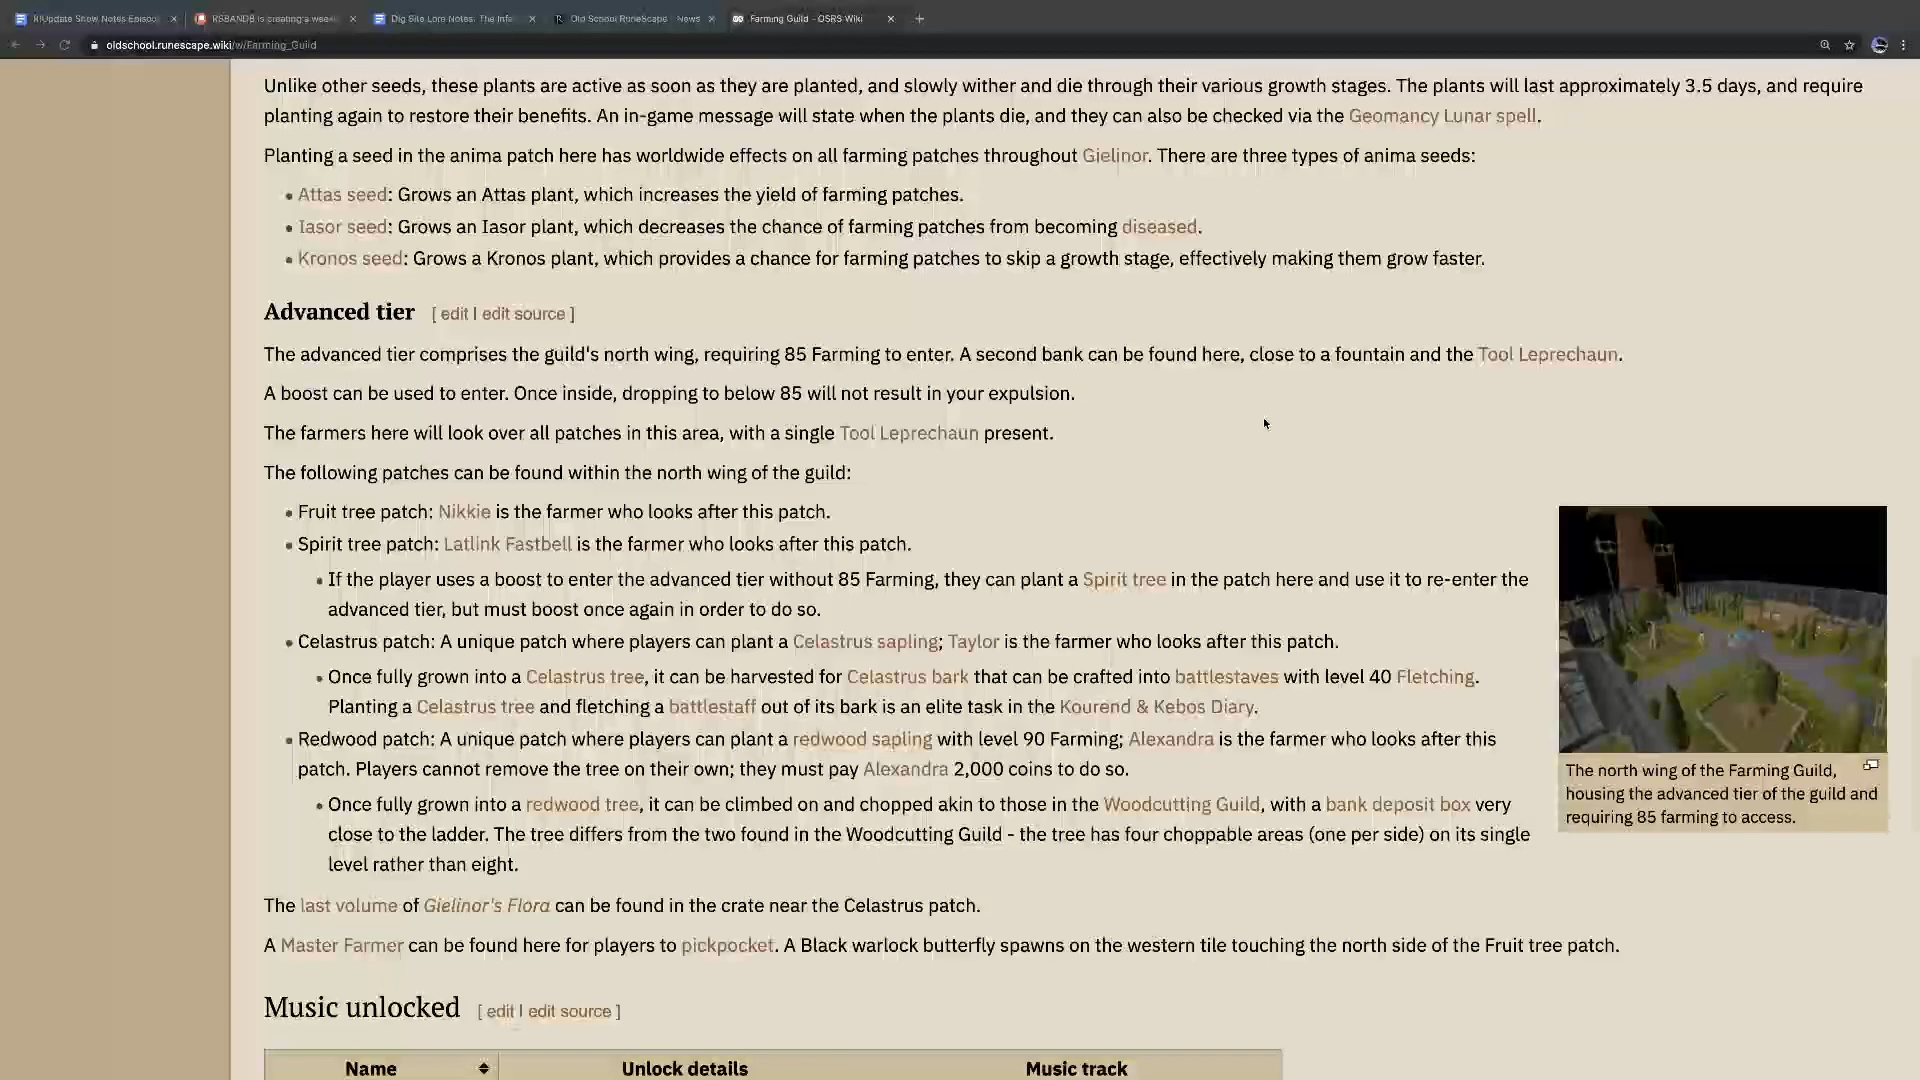 RIUpdate Show Notes Episod
RSBANDB is creating a week
Dig Site Lore Notes: The Infe
Old School RuneScape - News
Farming Guild - OSRS Wiki
oldschool.runescape.wiki/w/Farming_Guild
Unlike other seeds, these plants are active as soon as they are planted, and slowly wither and die through their various growth stages. The plants will last approximately 3.5 days, and require
planting again to restore their benefits. An in-game message will state when the plants die, and they can also be checked via the Geomancy Lunar spell.
Planting a seed in the anima patch here has worldwide effects on all farming patches throughout Gielinor. There are three types of anima seeds:
• Attas seed: Grows an Attas plant, which increases the yield of farming patches.
• Iasor seed: Grows an Iasor plant, which decreases the chance of farming patches from becoming diseased.
• Kronos seed: Grows a Kronos plant, which provides a chance for farming patches to skip a growth stage, effectively making them grow faster.
Advanced tier [ edit | edit source ]
The advanced tier comprises the guild's north wing, requiring 85 Farming to enter. A second bank can be found here, close to a fountain and the Tool Leprechaun.
A boost can be used to enter. Once inside, dropping to below 85 will not result in your expulsion.
The farmers here will look over all patches in this area, with a single Tool Leprechaun present.
The following patches can be found within the north wing of the guild:
• Fruit tree patch: Nikkie is the farmer who looks after this patch.
• Spirit tree patch: Latlink Fastbell is the farmer who looks after this patch.
• If the player uses a boost to enter the advanced tier without 85 Farming, they can plant a Spirit tree in the patch here and use it to re-enter the
advanced tier, but must boost once again in order to do so.
• Celastrus patch: A unique patch where players can plant a Celastrus sapling; Taylor is the farmer who looks after this patch.
• Once fully grown into a Celastrus tree, it can be harvested for Celastrus bark that can be crafted into battlestaves with level 40 Fletching.
Planting a Celastrus tree and fletching a battlestaff out of its bark is an elite task in the Kourend & Kebos Diary.
• Redwood patch: A unique patch where players can plant a redwood sapling with level 90 Farming; Alexandra is the farmer who looks after this
patch. Players cannot remove the tree on their own; they must pay Alexandra 2,000 coins to do so.
• Once fully grown into a redwood tree, it can be climbed on and chopped akin to those in the Woodcutting Guild, with a bank deposit box very
close to the ladder. The tree differs from the two found in the Woodcutting Guild - the tree has four choppable areas (one per side) on its single
level rather than eight.
The north wing of the Farming Guild,
housing the advanced tier of the guild and
requiring 85 farming to access.
The last volume of Gielinor's Flora can be found in the crate near the Celastrus patch.
A Master Farmer can be found here for players to pickpocket. A Black warlock butterfly spawns on the western tile touching the north side of the Fruit tree patch.
Music unlocked [ edit | edit source ]
Name
Unlock details
Music track